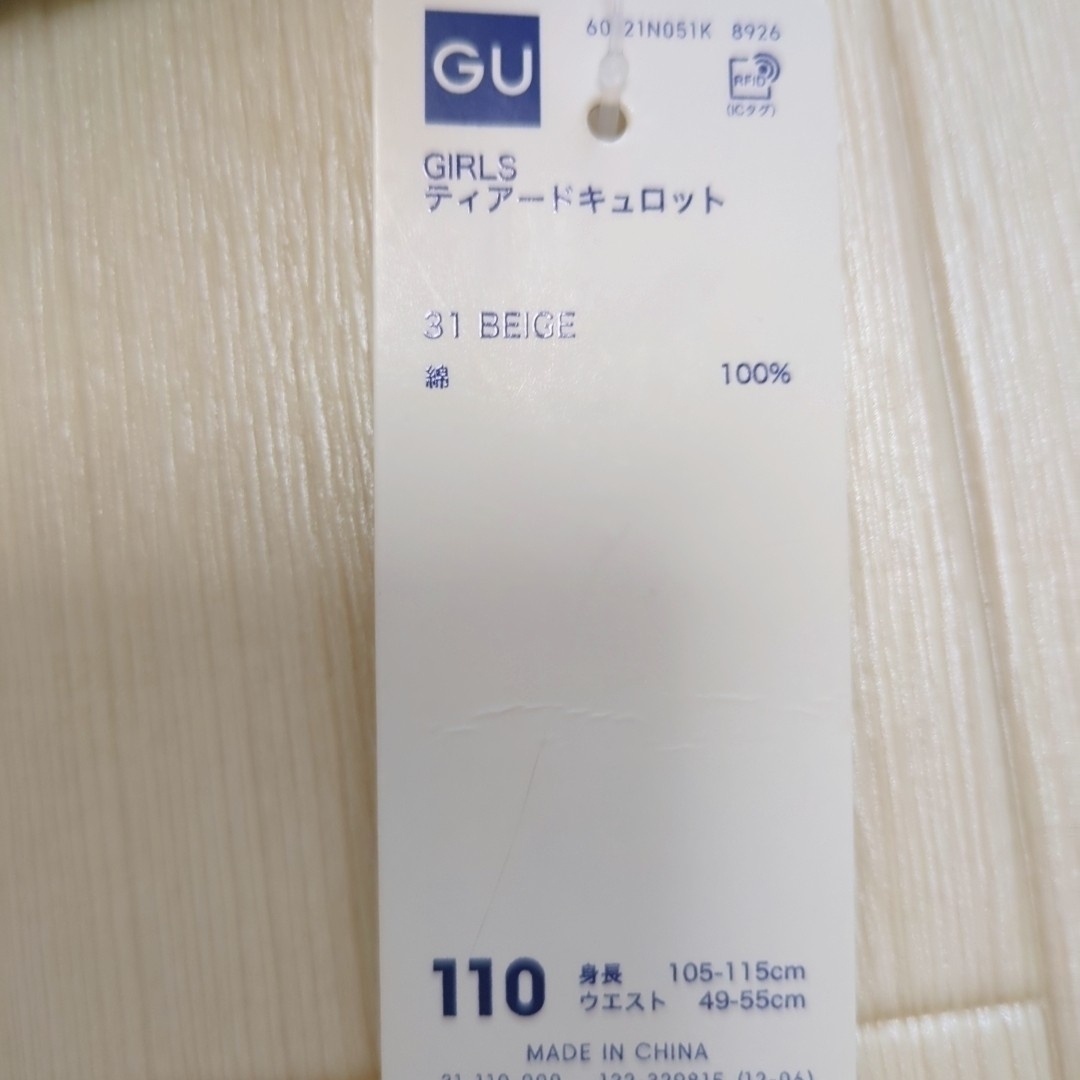 GU
60 21N051K 8926
RFID
(ICタグ)
GIRLS
ティアードキュロット
31 BEIGE
綿 100%
110
身長 105-115cm
ウエスト 49-55cm
MADE IN CHINA